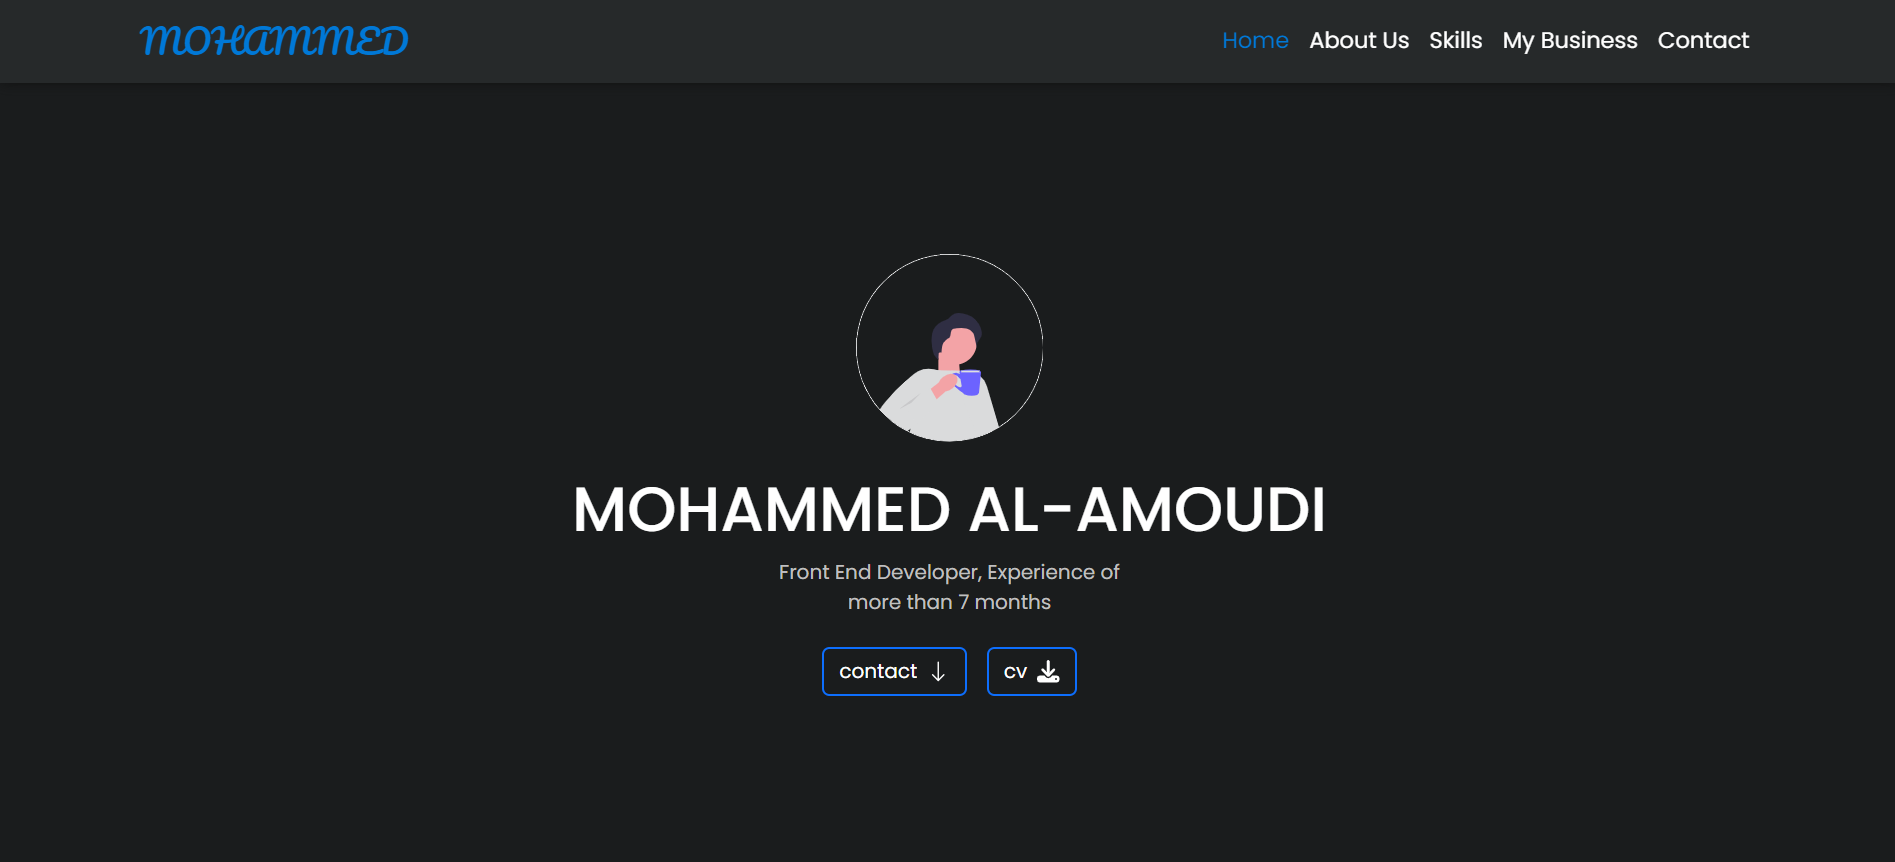 MOHAMMED
Home About Us Skills My Business Contact
MOHAMMED AL-AMOUDI
Front End Developer, Experience of
more than 7 months
contact
cv